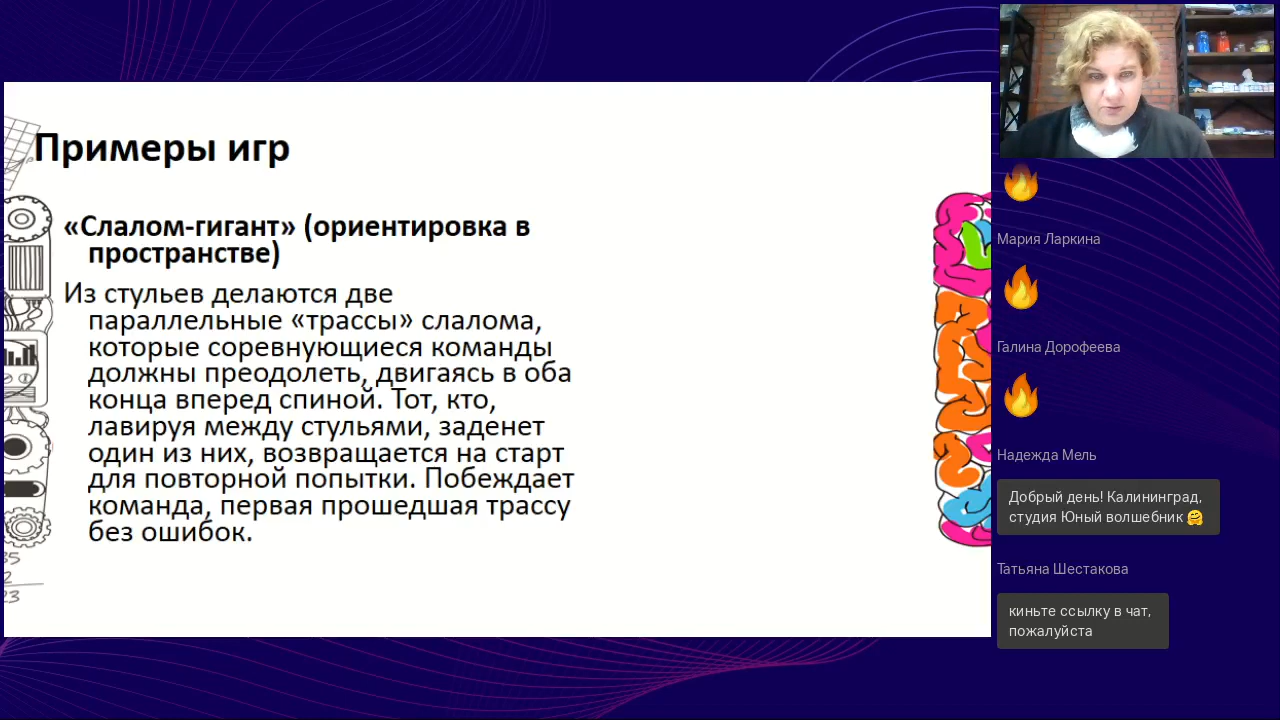 Примеры игр
«Слалом-гигант» (ориентировка в
пространстве)
Из стульев делаются две
параллельные «трассы» слалома,
которые соревнующиеся команды
должны преодолеть, двигаясь в оба
конца вперед спиной. Тот, кто,
лавируя между стульями, заденет
один из них, возвращается на старт
для повторной попытки. Побеждает
команда, первая прошедшая трассу
без ошибок.
Мария Ларкина
Галина Дорофеева
Надежда Мель
Добрый день! Калининград,
студия Юный волшебник 🤗
Татьяна Шестакова
киньте ссылку в чат,
пожалуйста